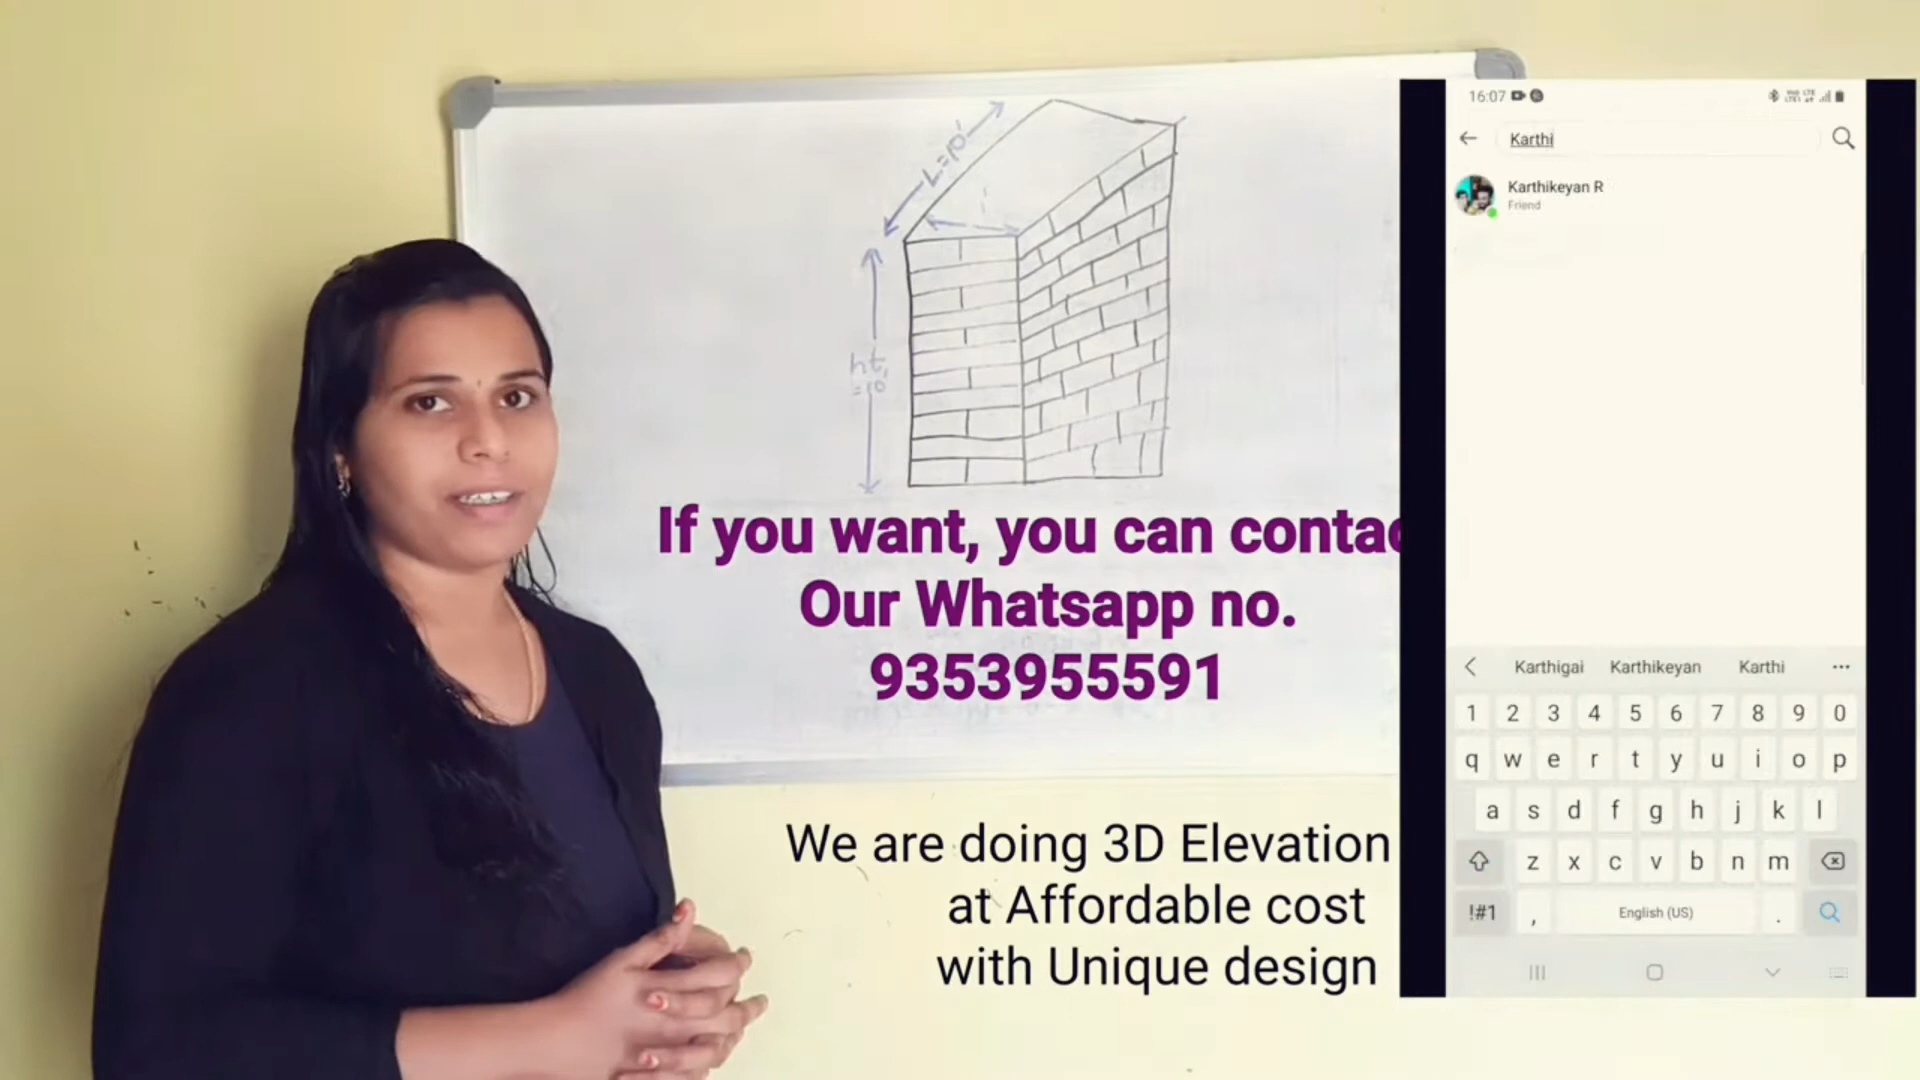 L=10'
ht
=10'
If you want, you can contac
Our Whatsapp no.
9353955591
We are doing 3D Elevation
at Affordable cost
with Unique design
16:07
Karthi
Karthikeyan R
Friend
Karthigai Karthikeyan Karthi ...
1 2 3 4 5 6 7 8 9 0
q w e r t y u i o p
a s d f g h j k l
z x c v b n m
!#1 , English (US) .